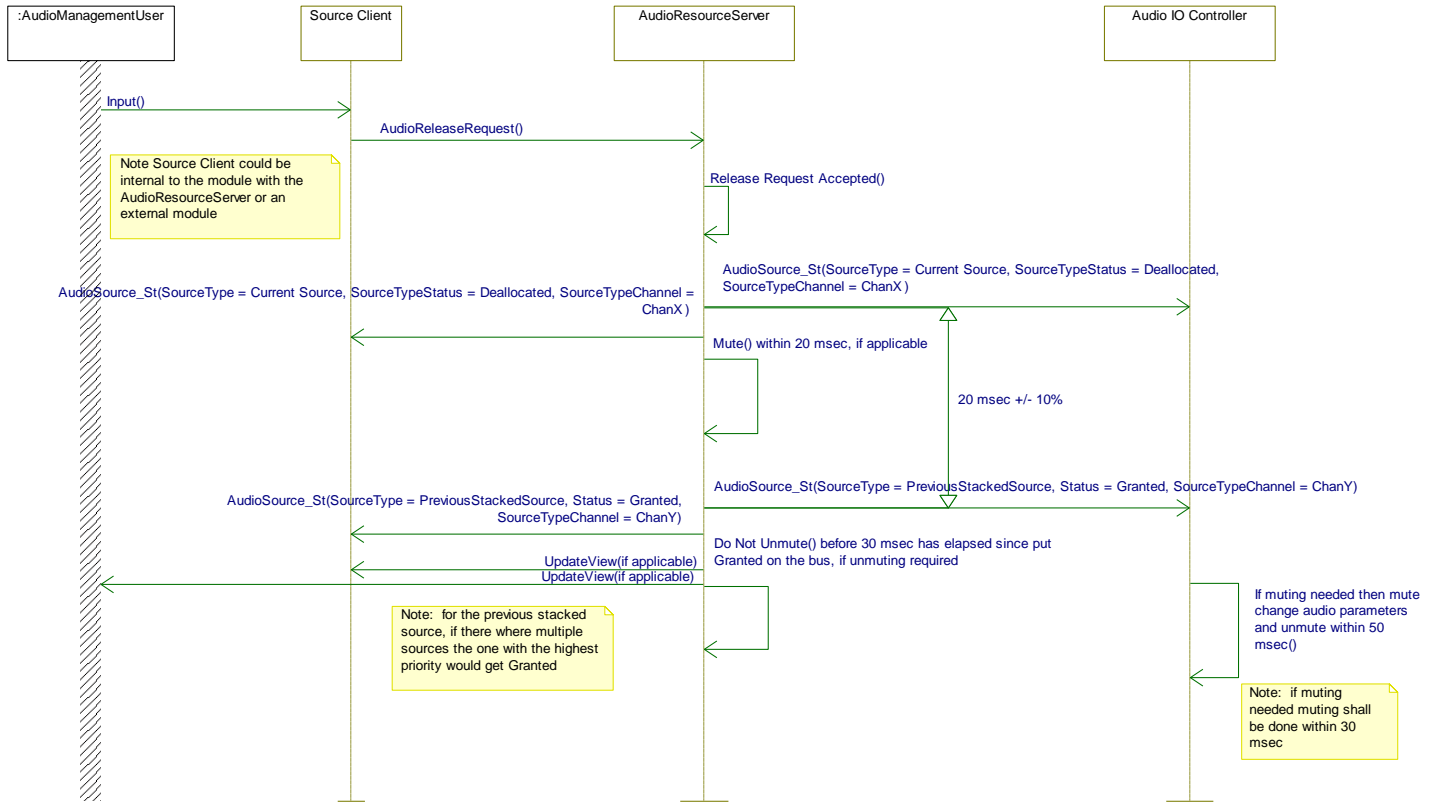 :AudioManagementUser
Source Client
AudioResourceServer
Audio IO Controller
Input()
AudioReleaseRequest()
Note Source Client could be
internal to the module with the
AudioResourceServer or an
external module
Release Request Accepted()
AudioSource_St(SourceType = Current Source, SourceTypeStatus = Deallocated,
SourceTypeChannel = ChanX )
AudioSource_St(SourceType = Current Source, SourceTypeStatus = Deallocated, SourceTypeChannel =
ChanX )
Mute() within 20 msec, if applicable
20 msec +/- 10%
AudioSource_St(SourceType = PreviousStackedSource, Status = Granted, SourceTypeChannel = ChanY)
AudioSource_St(SourceType = PreviousStackedSource, Status = Granted,
SourceTypeChannel = ChanY)
Do Not Unmute() before 30 msec has elapsed since put
Granted on the bus, if unmuting required
UpdateView(if applicable)
UpdateView(if applicable)
If muting needed then mute
change audio parameters
and unmute within 50
msec()
Note:  for the previous stacked
source, if there where multiple
sources the one with the highest
priority would get Granted
Note:  if muting
needed muting shall
be done within 30
msec